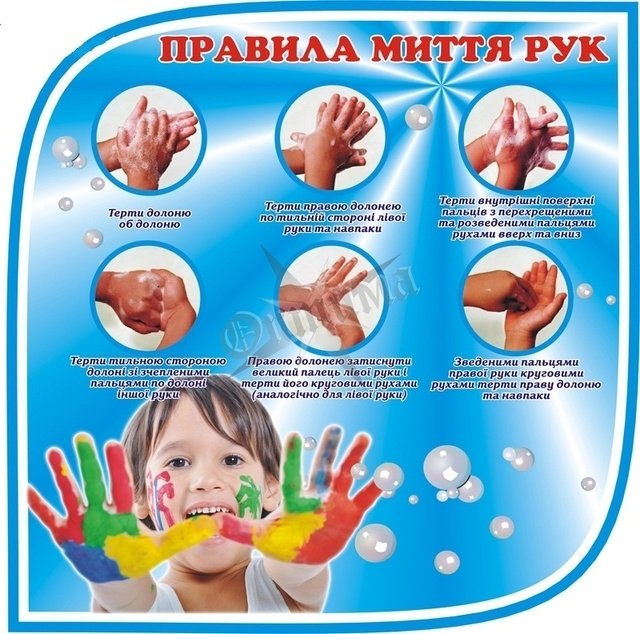 ПРАВИЛА МИТТЯ РУК
Терти долоню
об долоню
Терти правою долонею
по тильній стороні лівої
руки та навпаки
Терти внутрішні поверхні
пальців з перехрещеними
та розведеними пальцями
рухами вверх та вниз
Оптима
Терти тильною стороною
долоні зі зчепленими
пальцями по долоні
іншої руки
Правою долонею затиснути
великий палець лівої руки і
терти його круговими рухами
(аналогічно для лівої руки)
Зведеними пальцями
правої руки круговими
рухами терти праву долоню
та навпаки